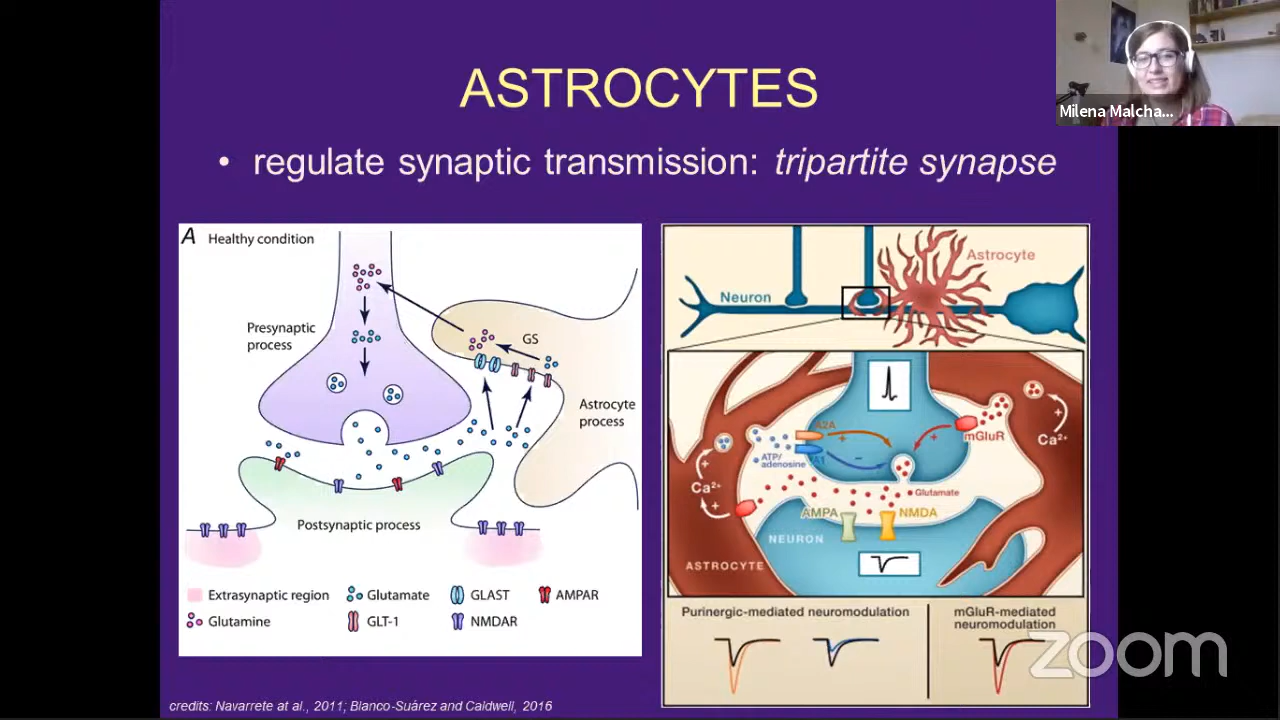 ASTROCYTES
Milena Malcha...
• regulate synaptic transmission: tripartite synapse
A Healthy condition
Presynaptic
process
GS
Astrocyte
process
Postsynaptic process
Extrasynaptic region
Glutamate
GLAST
AMPAR
Glutamine
GLT-1
NMDAR
Astrocyte
Neuron
A2A
+
ATP/
adenosine
A1
−
+
mGluR
+
Ca²⁺
+
Ca²⁺
+
Glutamate
AMPA
NMDA
NEURON
ASTROCYTE
Purinergic-mediated neuromodulation
mGluR-mediated
neuromodulation
zoom
credits: Navarrete at al., 2011; Blanco-Suárez and Caldwell, 2016